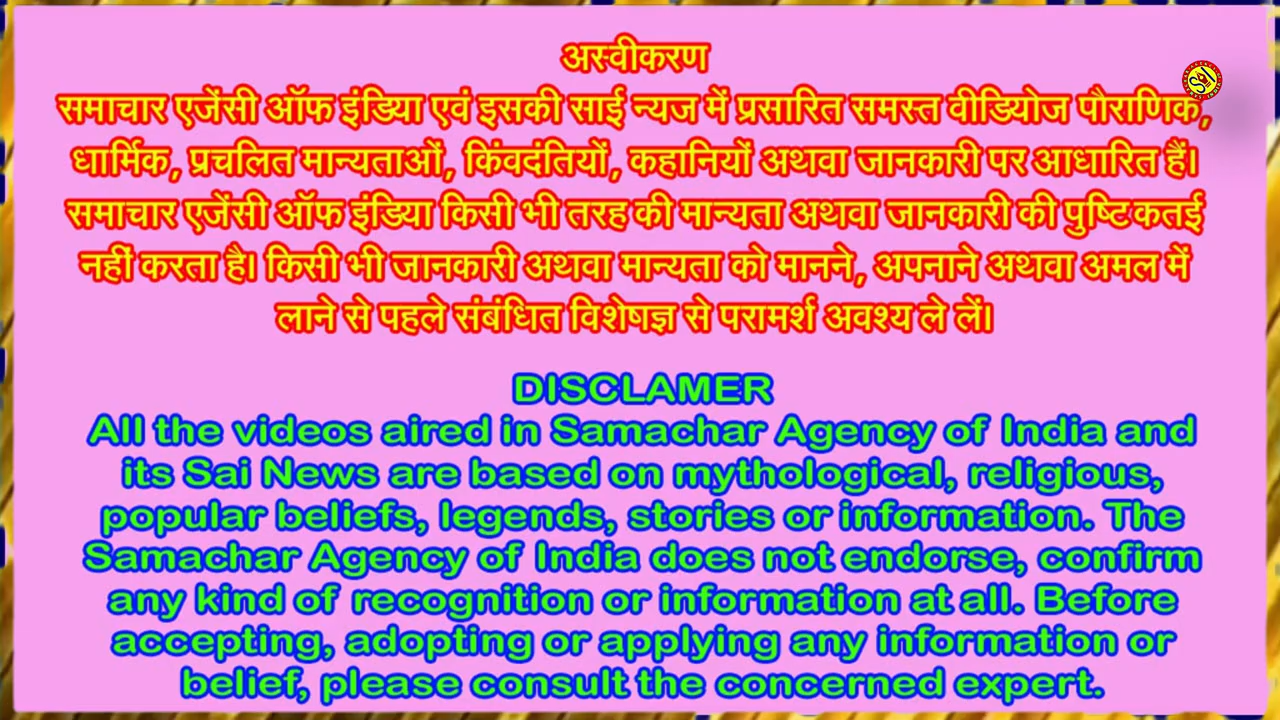 अस्वीकरण
समाचार एजेंसी ऑफ इंडिया एवं इसकी साई न्यज में प्रसारित समस्त वीडियोज पौराणिक,
धार्मिक, प्रचलित मान्यताओं, किंवदंतियों, कहानियों अथवा जानकारी पर आधारित हैं।
समाचार एजेंसी ऑफ इंडिया किसी भी तरह की मान्यता अथवा जानकारी की पुष्टि कतई
नहीं करता है। किसी भी जानकारी अथवा मान्यता को मानने, अपनाने अथवा अमल में
लाने से पहले संबंधित विशेषज्ञ से परामर्श अवश्य ले लें।
DISCLAMER
All the videos aired in Samachar Agency of India and
its Sai News are based on mythological, religious,
popular beliefs, legends, stories or information. The
Samachar Agency of India does not endorse, confirm
any kind of recognition or information at all. Before
accepting, adopting or applying any information or
belief, please consult the concerned expert.